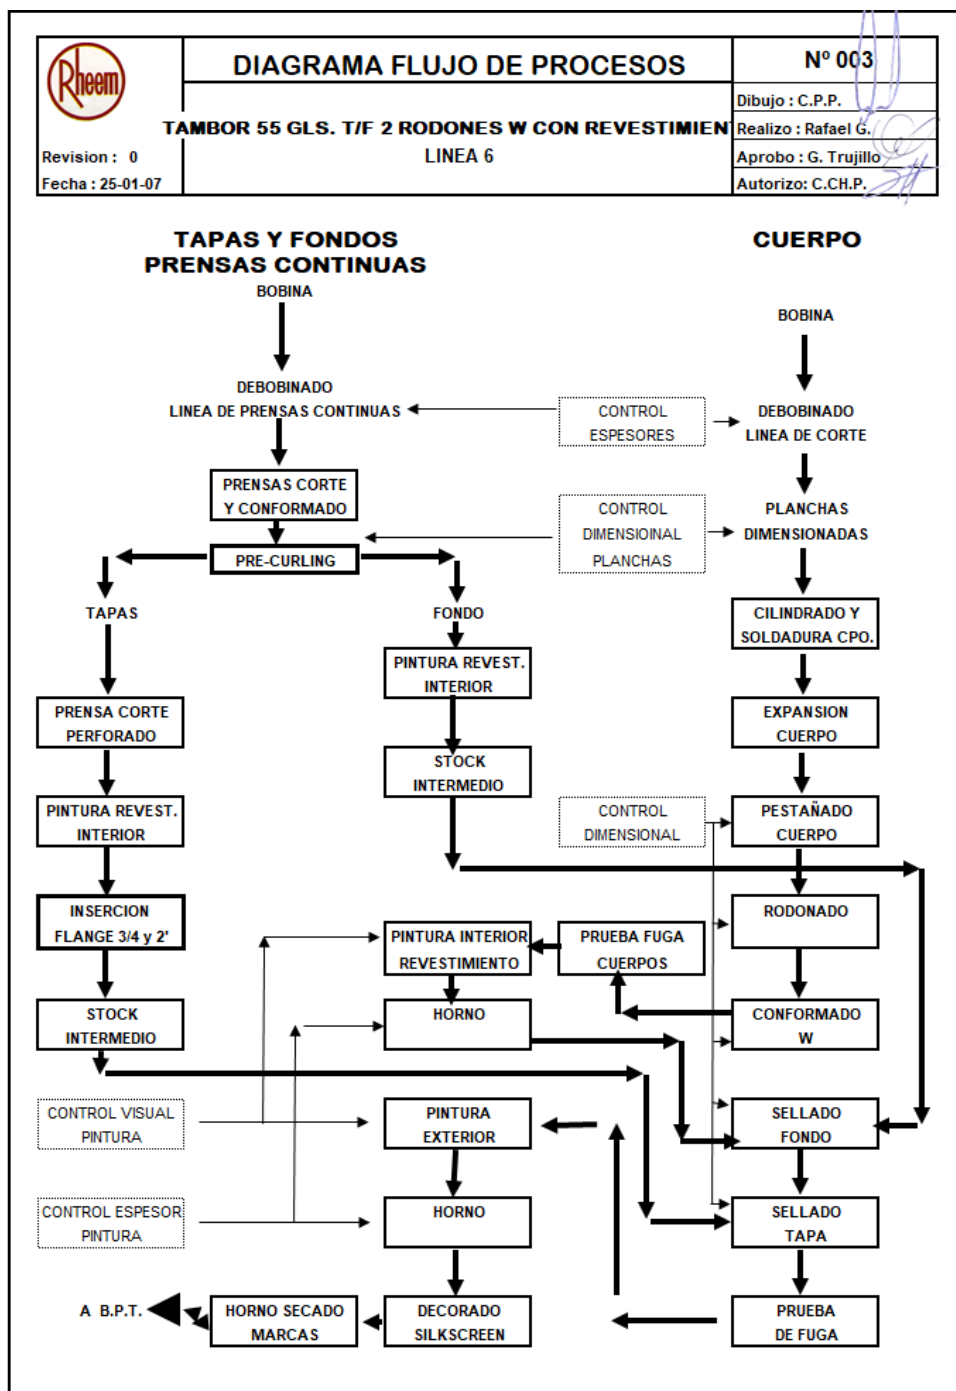 Rheem
DIAGRAMA FLUJO DE PROCESOS
Nº 003
Dibujo : C.P.P.
TAMBOR 55 GLS. T/F 2 RODONES W CON REVESTIMIEN
Realizo : Rafael G.
Revision : 0
LINEA 6
Aprobo : G. Trujillo
Fecha : 25-01-07
Autorizo: C.CH.P.
TAPAS Y FONDOS
PRENSAS CONTINUAS
BOBINA
DEBOBINADO
LINEA DE PRENSAS CONTINUAS
PRENSAS CORTE
Y CONFORMADO
PRE-CURLING
TAPAS
PRENSA CORTE
PERFORADO
PINTURA REVEST.
INTERIOR
INSERCION
FLANGE 3/4 y 2'
STOCK
INTERMEDIO
FONDO
PINTURA REVEST.
INTERIOR
STOCK
INTERMEDIO
CUERPO
BOBINA
CONTROL
ESPESORES
DEBOBINADO
LINEA DE CORTE
CONTROL
DIMENSIOINAL
PLANCHAS
PLANCHAS
DIMENSIONADAS
CILINDRADO Y
SOLDADURA CPO.
EXPANSION
CUERPO
CONTROL
DIMENSIONAL
PESTAÑADO
CUERPO
RODONADO
CONFORMADO
W
PRUEBA FUGA
CUERPOS
PINTURA INTERIOR
REVESTIMIENTO
HORNO
SELLADO
FONDO
SELLADO
TAPA
PRUEBA
DE FUGA
CONTROL VISUAL
PINTURA
PINTURA
EXTERIOR
CONTROL ESPESOR
PINTURA
HORNO
DECORADO
SILKSCREEN
HORNO SECADO
MARCAS
A B.P.T.